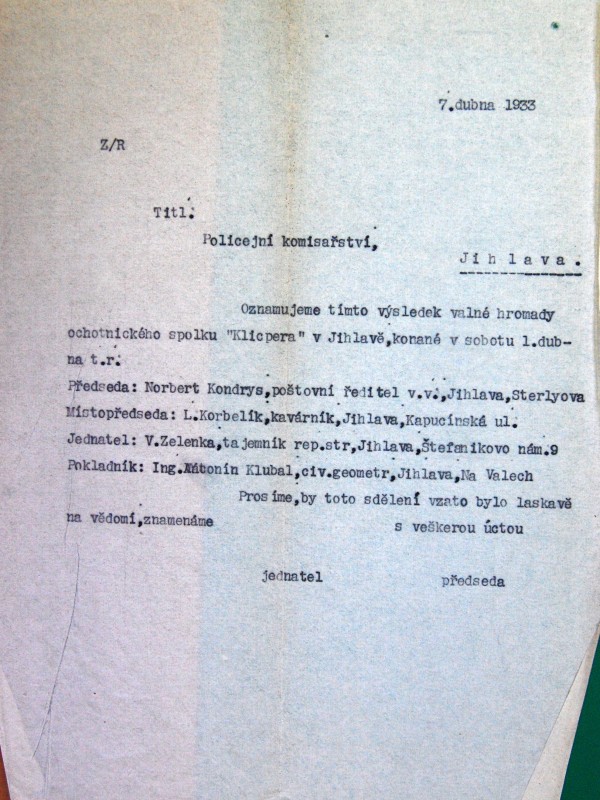 7.dubna 1933
Z/R
Titl.
Policejní komisařství,
Jihlava.
Oznamujeme tímto výsledek valné hromady
ochotnického spolku "Klicpera" v Jihlavě,konané v sobotu 1.dub-
na t.r.
Předseda: Norbert Kondrys,poštovní ředitel v.v.,Jihlava,Sterlyova
Místopředseda: L.Korbelík,kavárník,Jihlava,Kapucínská ul.
Jednatel: V.Zelenka,tajemník rep.str,Jihlava,Štefanikovo nám.9
Pokladník: Ing.Antonín Klubal,civ.geometr,Jihlava,Na Valech
Prosíme,by toto sdělení vzato bylo laskavě
na vědomí,znamenáme
s veškerou úctou
jednatel
předseda